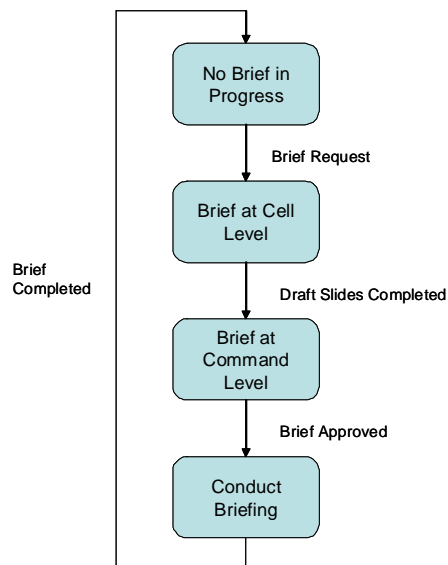 No Brief in
Progress
Brief Request
Brief at Cell
Level
Brief
Completed
Draft Slides Completed
Brief at
Command
Level
Brief Approved
Conduct
Briefing